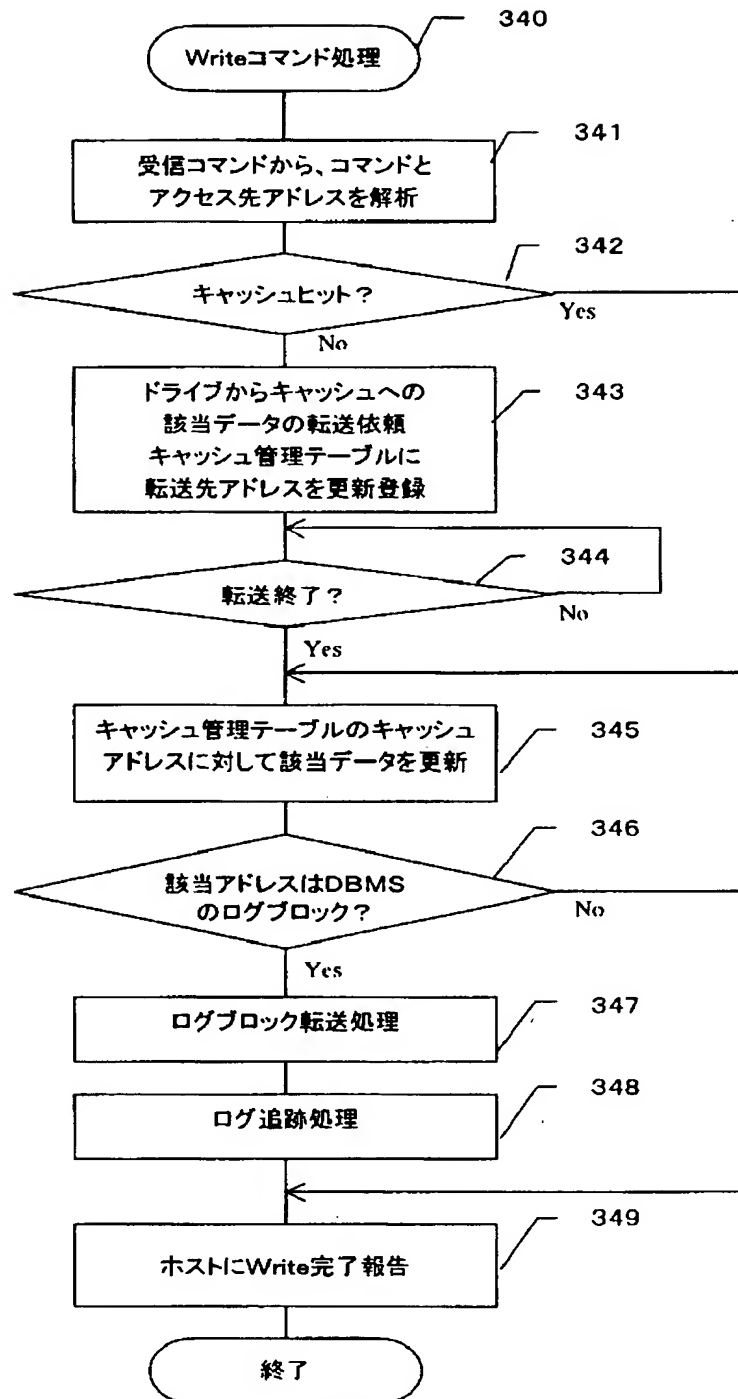 340
Writeコマンド処理
341
受信コマンドから、コマンドと
アクセス先アドレスを解析
342
キャッシュヒット？
Yes
No
343
ドライブからキャッシュへの
該当データの転送依頼
キャッシュ管理テーブルに
転送先アドレスを更新登録
344
転送終了？
No
Yes
345
キャッシュ管理テーブルのキャッシュ
アドレスに対して該当データを更新
346
該当アドレスはDBMS
のログブロック？
No
Yes
347
ログブロック転送処理
348
ログ追跡処理
349
ホストにWrite完了報告
終了